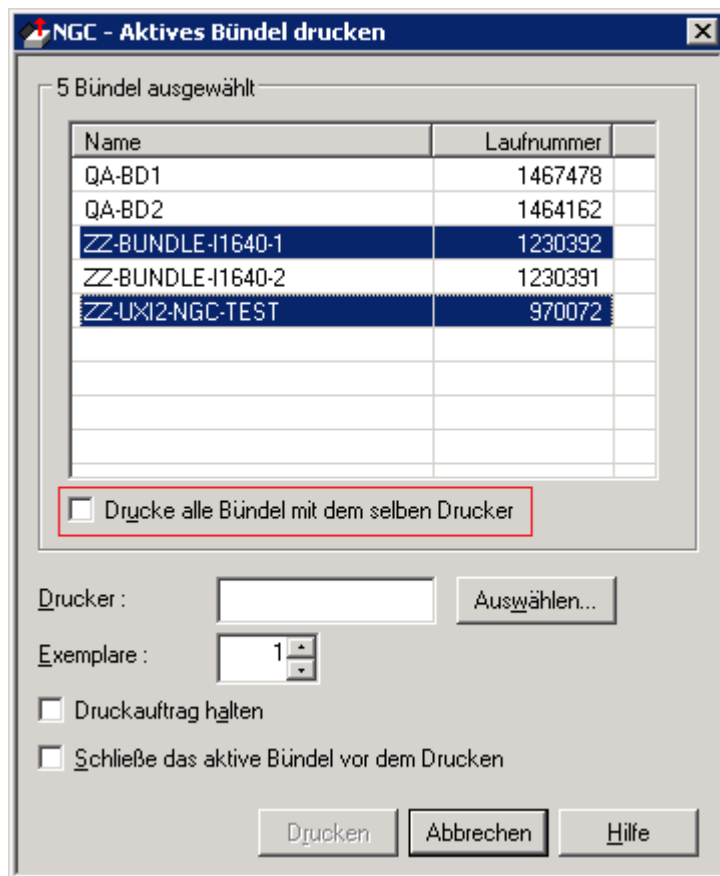 NGC - Aktives Bündel drucken
5 Bündel ausgewählt
Name Laufnummer
QA-BD1 1467478
QA-BD2 1464162
ZZ-BUNDLE-I1640-1 1230392
ZZ-BUNDLE-I1640-2 1230391
ZZ-UXI2-NGC-TEST 970072
Drucke alle Bündel mit dem selben Drucker
Drucker : Auswählen...
Exemplare : 1
Druckauftrag halten
Schließe das aktive Bündel vor dem Drucken
Drucken Abbrechen Hilfe